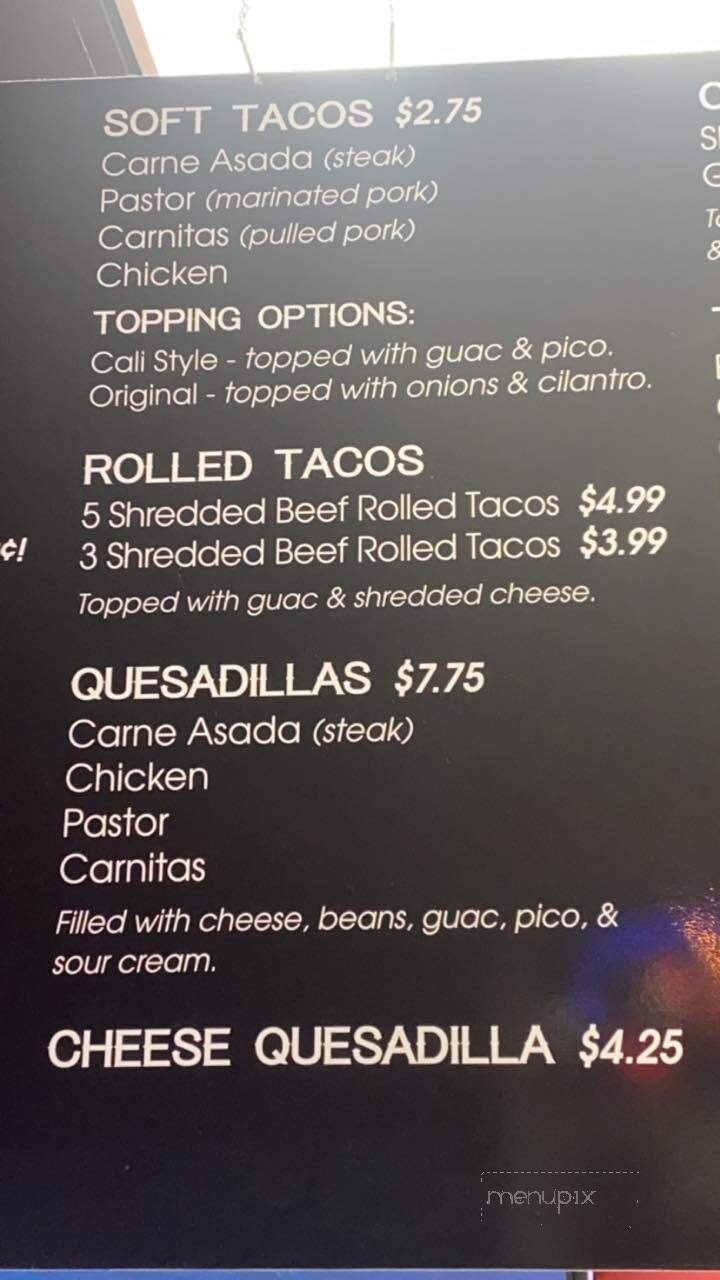 SOFT TACOS $2.75
Carne Asada (steak)
Pastor (marinated pork)
Carnitas (pulled pork)
Chicken
TOPPING OPTIONS:
Cali Style - topped with guac & pico.
Original - topped with onions & cilantro.
ROLLED TACOS
5 Shredded Beef Rolled Tacos $4.99
¢!
3 Shredded Beef Rolled Tacos $3.99
Topped with guac & shredded cheese.
QUESADILLAS $7.75
Carne Asada (steak)
Chicken
Pastor
Carnitas
Filled with cheese, beans, guac, pico, &
sour cream.
CHEESE QUESADILLA $4.25
menupix